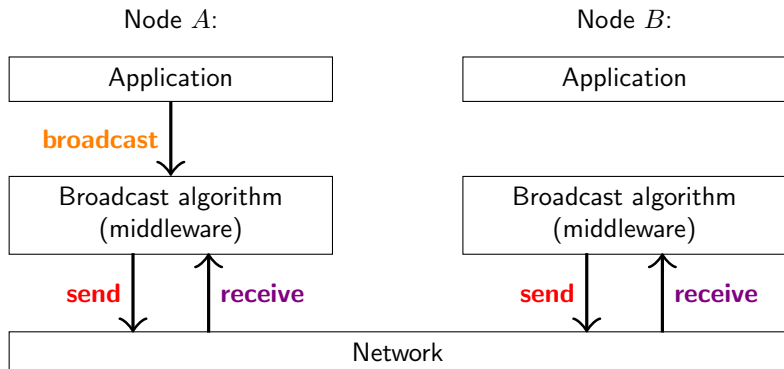 Node A:
Node B:
Application
Application
broadcast
Broadcast algorithm
(middleware)
Broadcast algorithm
(middleware)
send
receive
send
receive
Network